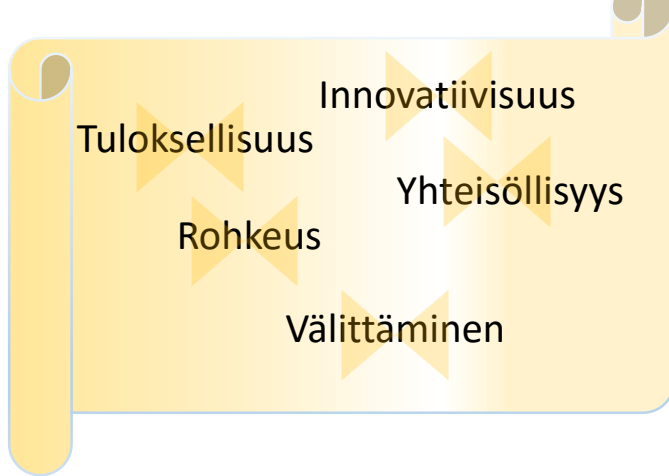 Innovatiivisuus
Tuloksellisuus
Yhteisöllisyys
Rohkeus
Välittäminen